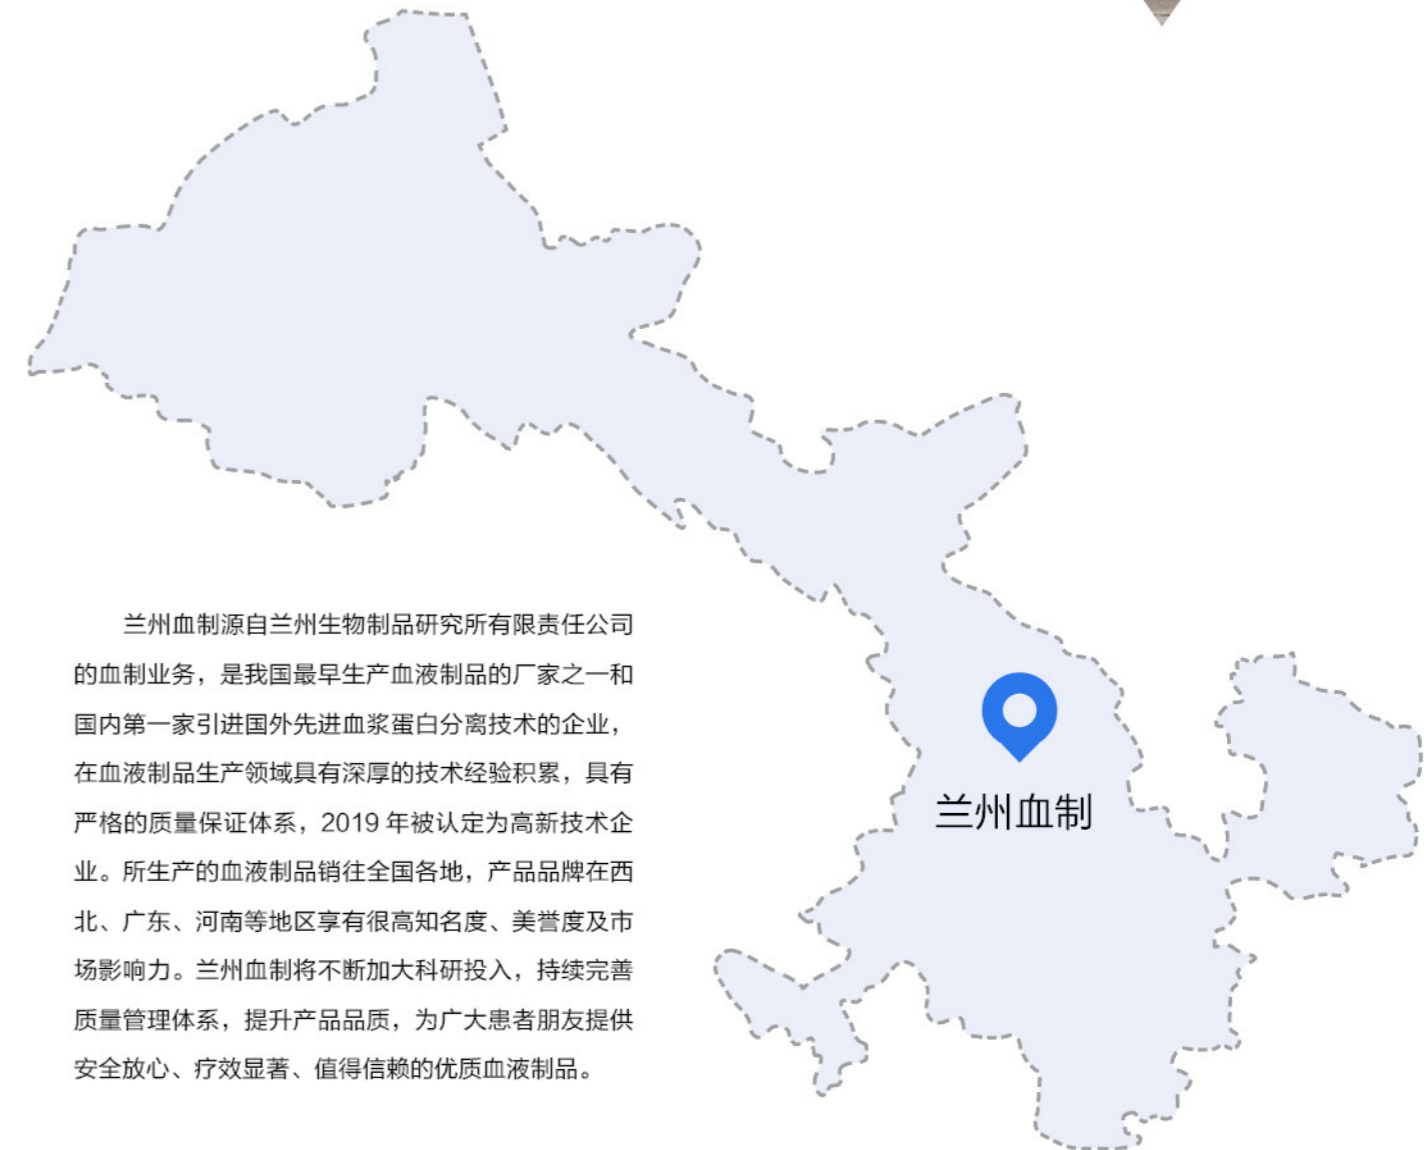 兰州血制源自兰州生物制品研究所有限责任公司
的血制业务，是我国最早生产血液制品的厂家之一和
国内第一家引进国外先进血浆蛋白分离技术的企业，
在血液制品生产领域具有深厚的技术经验积累，具有
严格的质量保证体系，2019 年被认定为高新技术企
业。所生产的血液制品销往全国各地，产品品牌在西
北、广东、河南等地区享有很高知名度、美誉度及市
场影响力。兰州血制将不断加大科研投入，持续完善
质量管理体系，提升产品品质，为广大患者朋友提供
安全放心、疗效显著、值得信赖的优质血液制品。
兰州血制